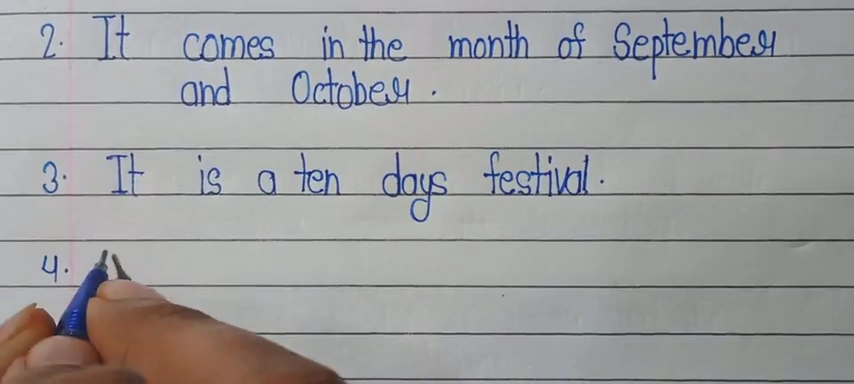 2. It comes in the month of September
and October.
3. It is a ten days festival.
4.